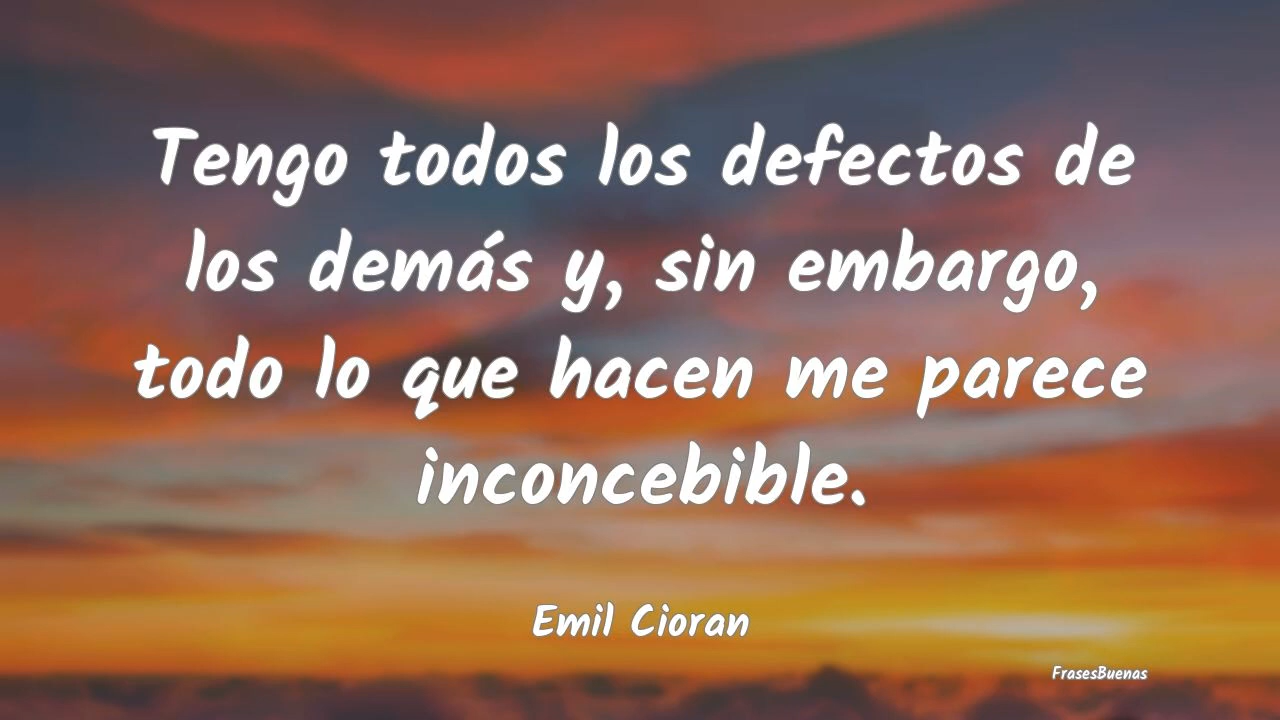 Tengo todos los defectos de
los demás y, sin embargo,
todo lo que hacen me parece
inconcebible.
Emil Cioran
FrasesBuenas